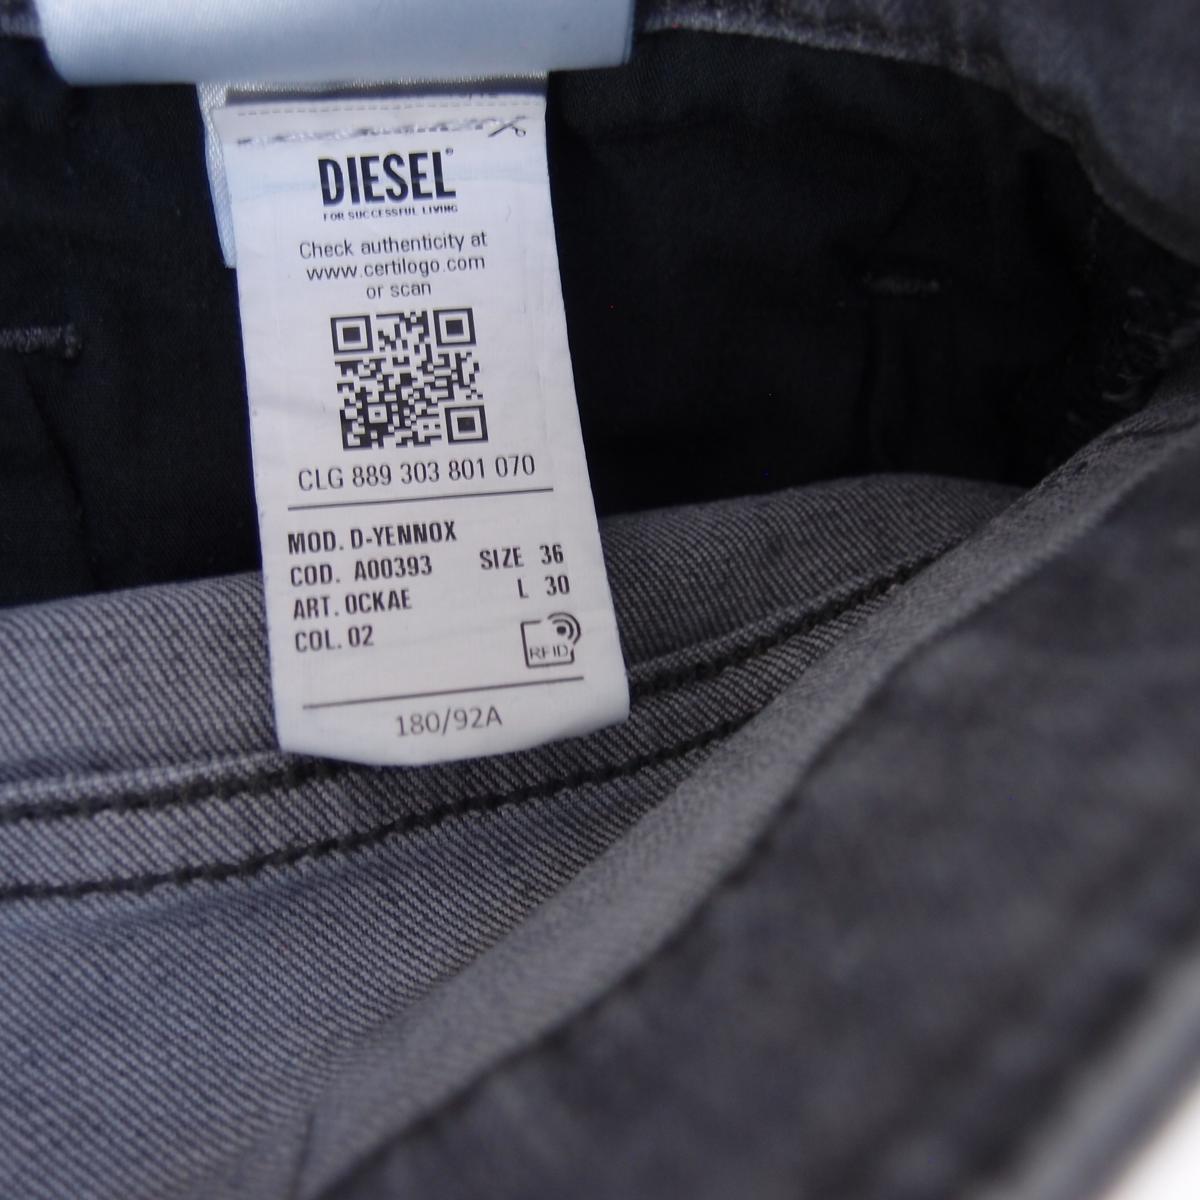 DIESEL
FOR SUCCESSFUL LIVING
Check authenticity at
www.certilogo.com
or scan
CLG 889 303 801 070
MOD. D-YENNOX
COD. A00393 SIZE 36
ART. 0CKAE L 30
COL. 02
RFID
180/92A